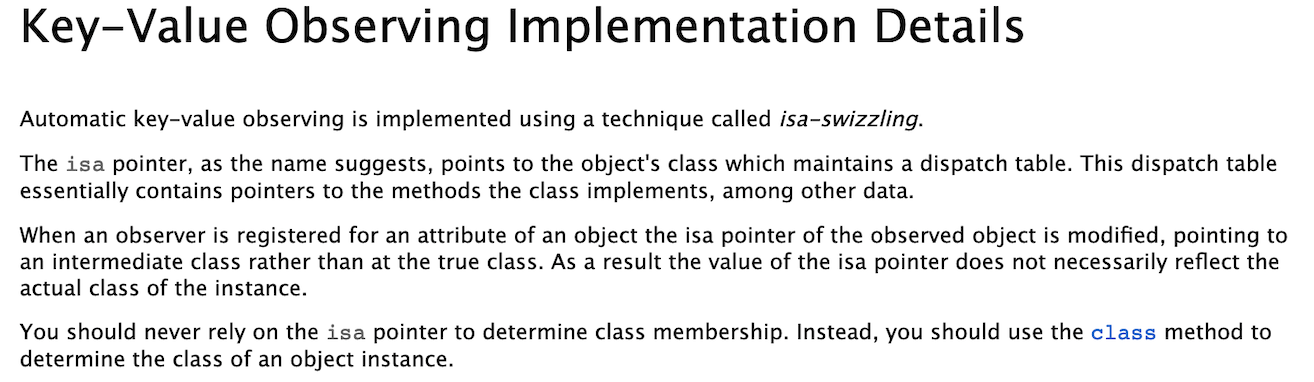 Key-Value Observing Implementation Details
Automatic key-value observing is implemented using a technique called isa-swizzling.
The isa pointer, as the name suggests, points to the object's class which maintains a dispatch table. This dispatch table
essentially contains pointers to the methods the class implements, among other data.
When an observer is registered for an attribute of an object the isa pointer of the observed object is modified, pointing to
an intermediate class rather than at the true class. As a result the value of the isa pointer does not necessarily reflect the
actual class of the instance.
You should never rely on the isa pointer to determine class membership. Instead, you should use the class method to
determine the class of an object instance.